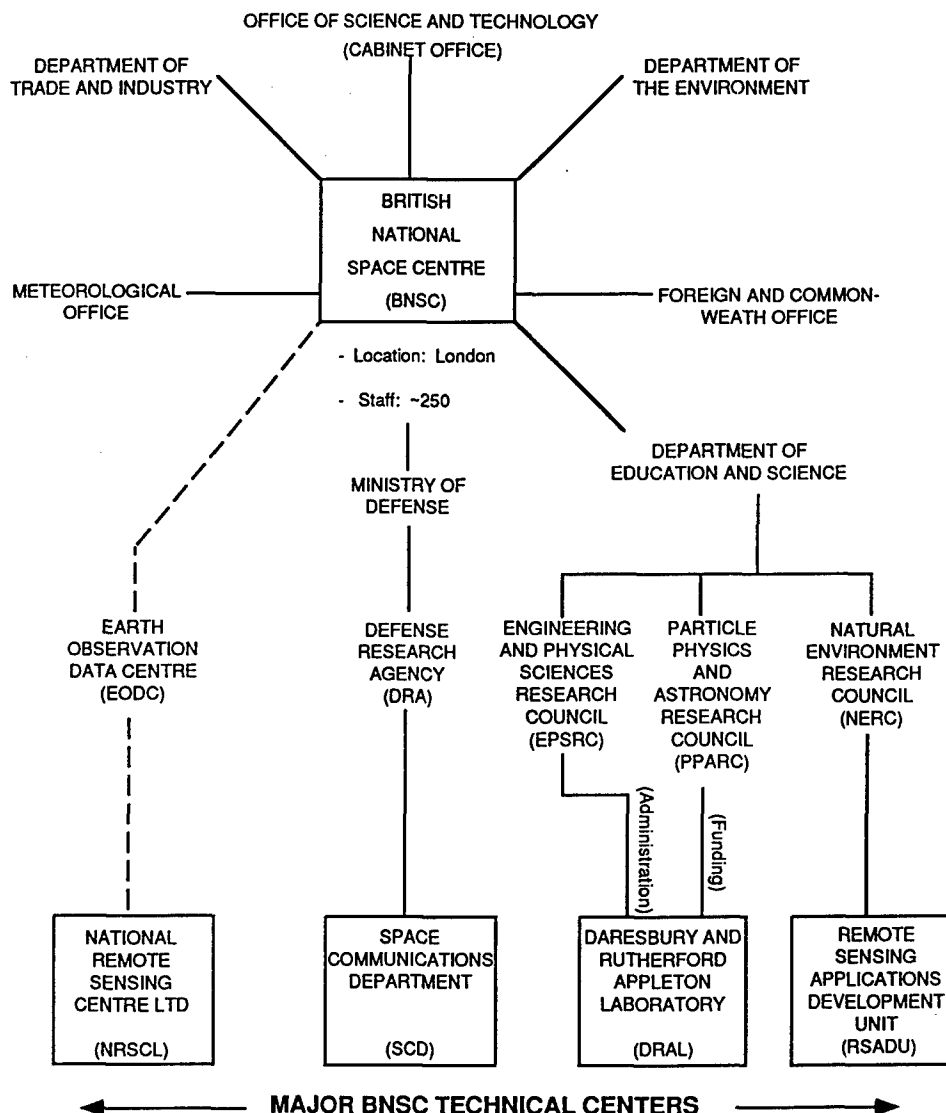 OFFICE OF SCIENCE AND TECHNOLOGY
(CABINET OFFICE)
DEPARTMENT OF
TRADE AND INDUSTRY
DEPARTMENT OF
THE ENVIRONMENT
BRITISH
NATIONAL
SPACE CENTRE
(BNSC)
METEOROLOGICAL
OFFICE
FOREIGN AND COMMON-
WEATH OFFICE
- Location: London
- Staff: ~250
MINISTRY OF
DEFENSE
DEPARTMENT OF
EDUCATION AND SCIENCE
EARTH
OBSERVATION
DATA CENTRE
(EODC)
DEFENSE
RESEARCH
AGENCY
(DRA)
ENGINEERING
AND PHYSICAL
SCIENCES
RESEARCH
COUNCIL
(EPSRC)
PARTICLE
PHYSICS
AND
ASTRONOMY
RESEARCH
COUNCIL
(PPARC)
NATURAL
ENVIRONMENT
RESEARCH
COUNCIL
(NERC)
(Administration)
(Funding)
NATIONAL
REMOTE
SENSING
CENTRE LTD
(NRSCL)
SPACE
COMMUNICATIONS
DEPARTMENT
(SCD)
DARESBURY AND
RUTHERFORD
APPLETON
LABORATORY
(DRAL)
REMOTE
SENSING
APPLICATIONS
DEVELOPMENT
UNIT
(RSADU)
MAJOR BNSC TECHNICAL CENTERS